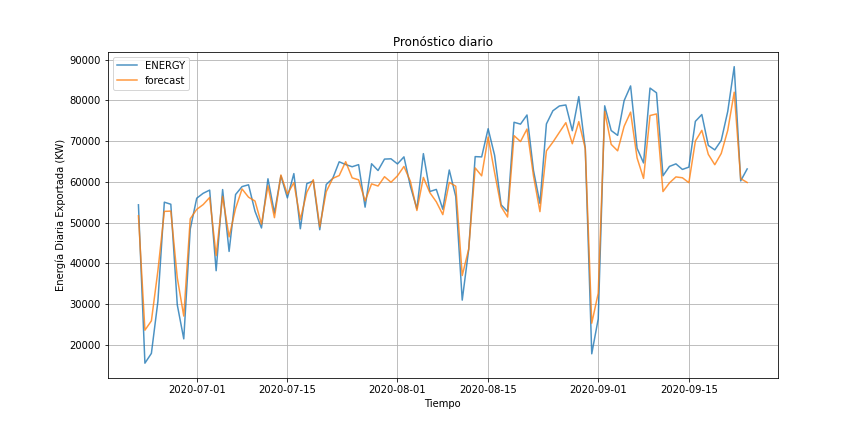 Pronóstico diario
ENERGY
forecast
Energía Diaria Exportada (KW)
90000
80000
70000
60000
50000
40000
30000
20000
2020-07-01
2020-07-15
2020-08-01
2020-08-15
2020-09-01
2020-09-15
Tiempo